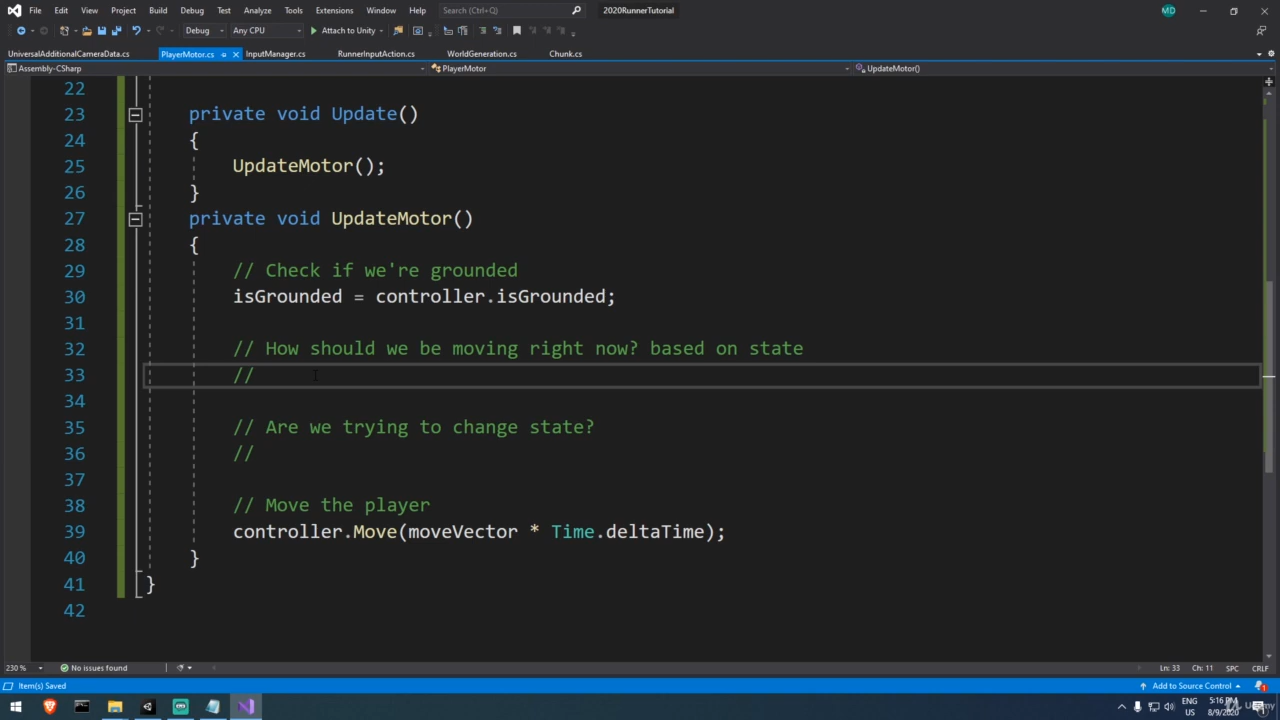 File Edit View Project Build Debug Test Analyze Tools Extensions Window Help Search (Ctrl+Q) 2020RunnerTutorial MD
Debug Any CPU Attach to Unity
UniversalAdditionalCameraData.cs PlayerMotor.cs InputManager.cs RunnerInputAction.cs WorldGeneration.cs Chunk.cs
Assembly-CSharp PlayerMotor UpdateMotor()
22
23 private void Update()
24 {
25 UpdateMotor();
26 }
27 private void UpdateMotor()
28 {
29 // Check if we're grounded
30 isGrounded = controller.isGrounded;
31
32 // How should we be moving right now? based on state
33 //
34
35 // Are we trying to change state?
36 //
37
38 // Move the player
39 controller.Move(moveVector * Time.deltaTime);
40 }
41 }
42
230 % No issues found Ln: 33 Ch: 11 SPC CRLF
Item(s) Saved Add to Source Control 1
ENG 5:16 PM
US 8/9/2020
Udemy